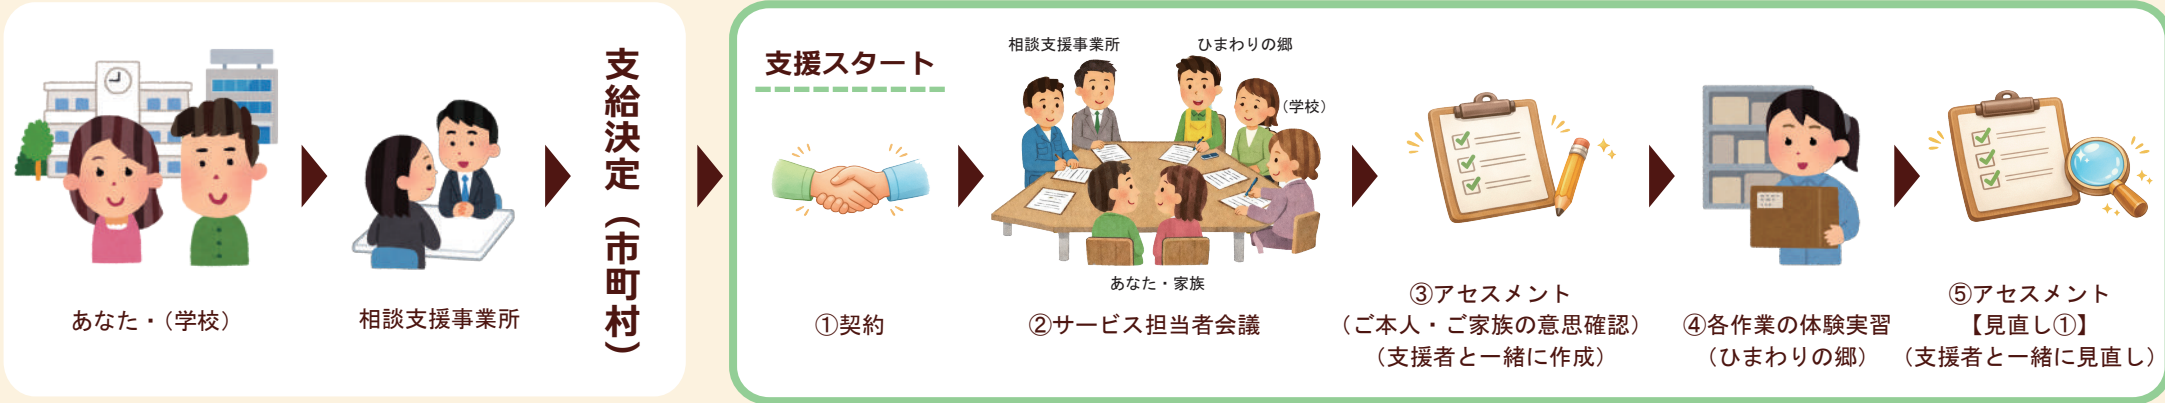 あなた・（学校）
相談支援事業所
支給決定（市町村）
支援スタート
①契約
相談支援事業所
ひまわりの郷
（学校）
あなた・家族
②サービス担当者会議
③アセスメント
（ご本人・ご家族の意思確認）
（支援者と一緒に作成）
④各作業の体験実習
（ひまわりの郷）
⑤アセスメント
【見直し①】
（支援者と一緒に見直し）